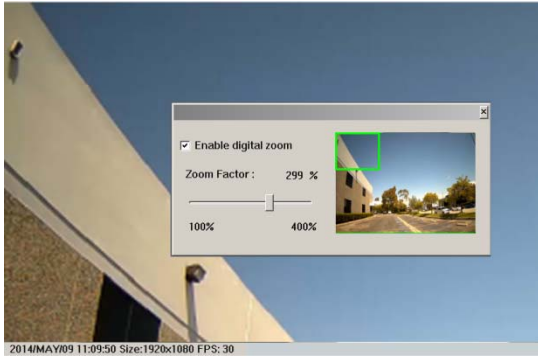 Enable digital zoom
Zoom Factor : 299 %
100% 400%
2014/MAY/09 11:09:50 Size:1920x1080 FPS: 30